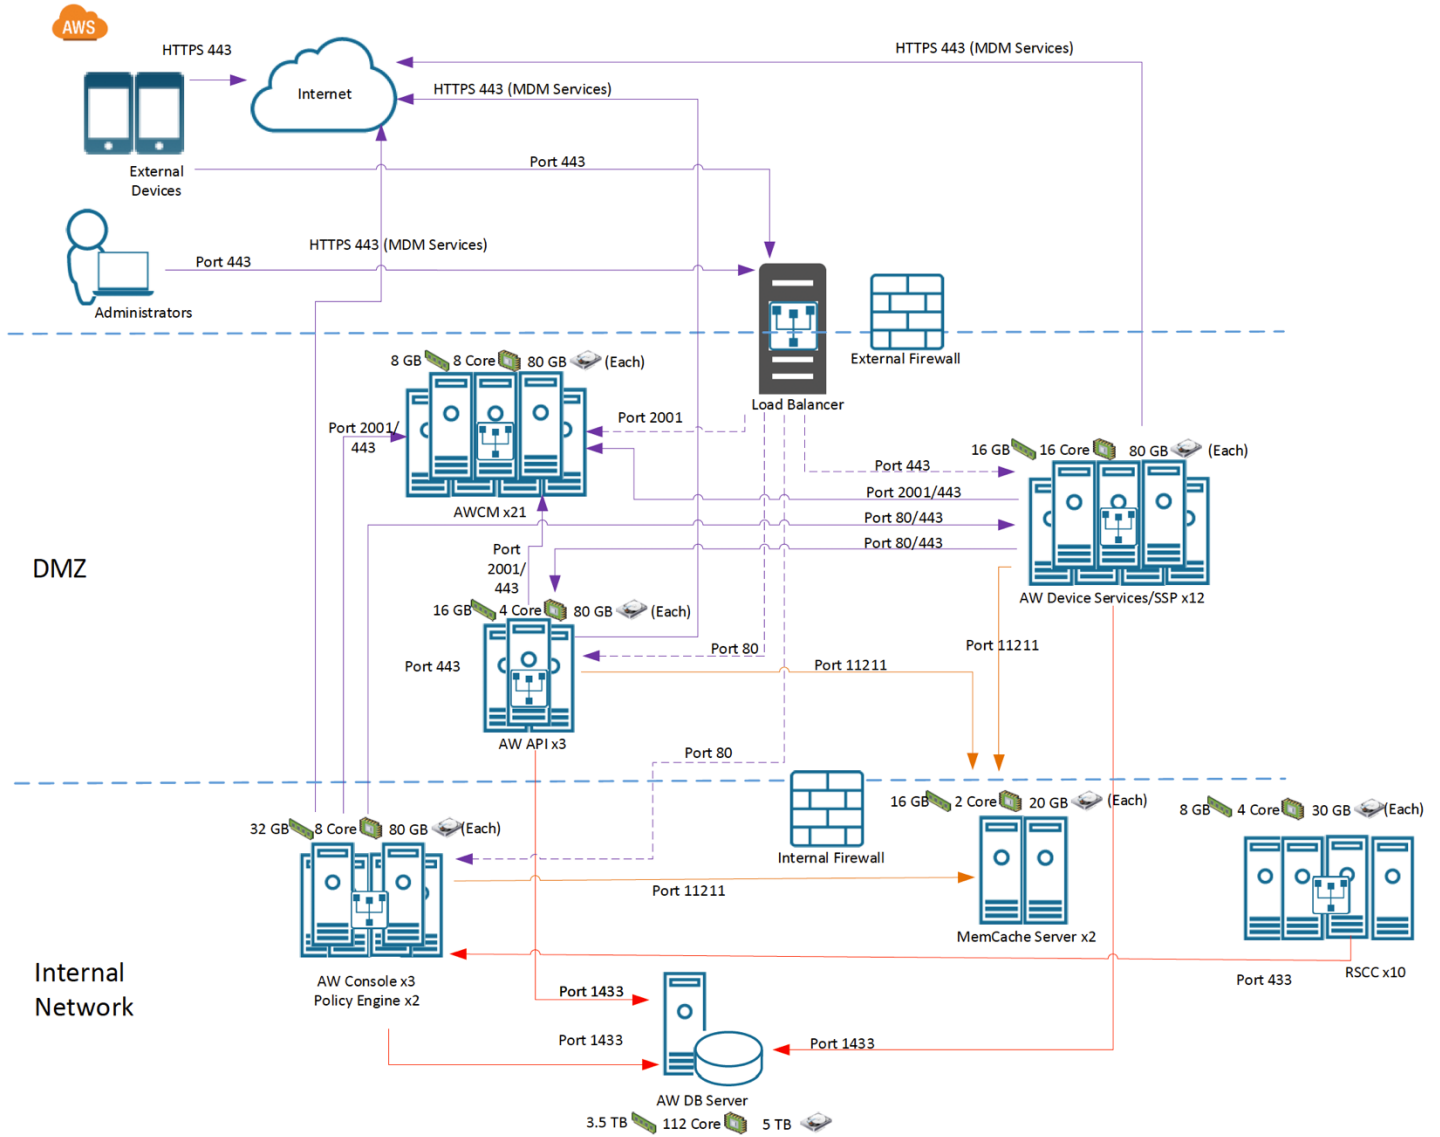 AWS
HTTPS 443
Internet
HTTPS 443 (MDM Services)
HTTPS 443 (MDM Services)
External
Devices
Port 443
HTTPS 443 (MDM Services)
Port 443
Administrators
External Firewall
Load Balancer
8 GB 8 Core 80 GB (Each)
Port 2001/
443
Port 2001
AWCM x21
16 GB 16 Core 80 GB (Each)
Port 443
Port 2001/443
Port 80/443
Port 80/443
AW Device Services/SSP x12
DMZ
Port
2001/
443
16 GB 4 Core 80 GB (Each)
Port 443
Port 80
Port 11211
Port 11211
AW API x3
Port 80
Internal Firewall
16 GB 2 Core 20 GB (Each)
8 GB 4 Core 30 GB (Each)
32 GB 8 Core 80 GB (Each)
Port 11211
MemCache Server x2
Internal
Network
AW Console x3
Policy Engine x2
Port 433
RSCC x10
Port 1433
Port 1433
Port 1433
AW DB Server
3.5 TB 112 Core 5 TB